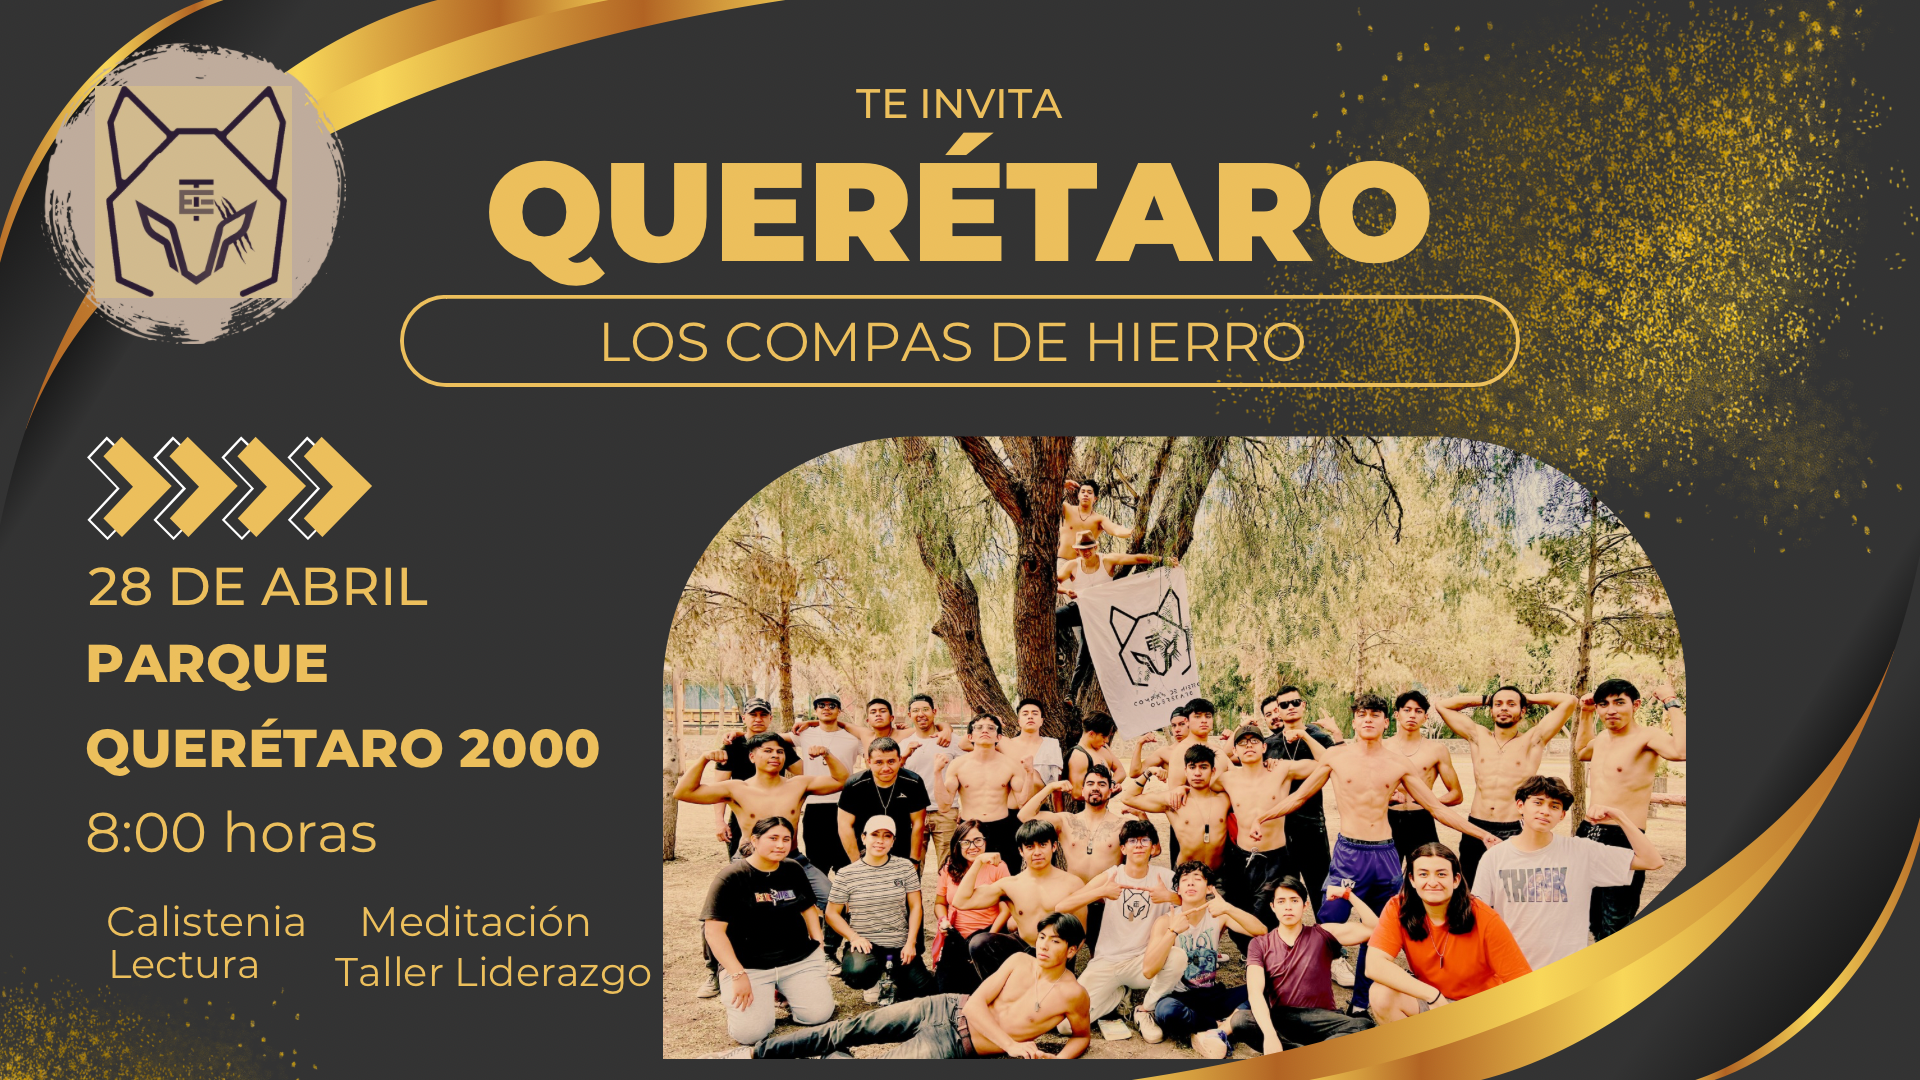 TE INVITA
QUERÉTARO
LOS COMPAS DE HIERRO
28 DE ABRIL
PARQUE
QUERÉTARO 2000
8:00 horas
Calistenia Meditación
Lectura Taller Liderazgo
THINK